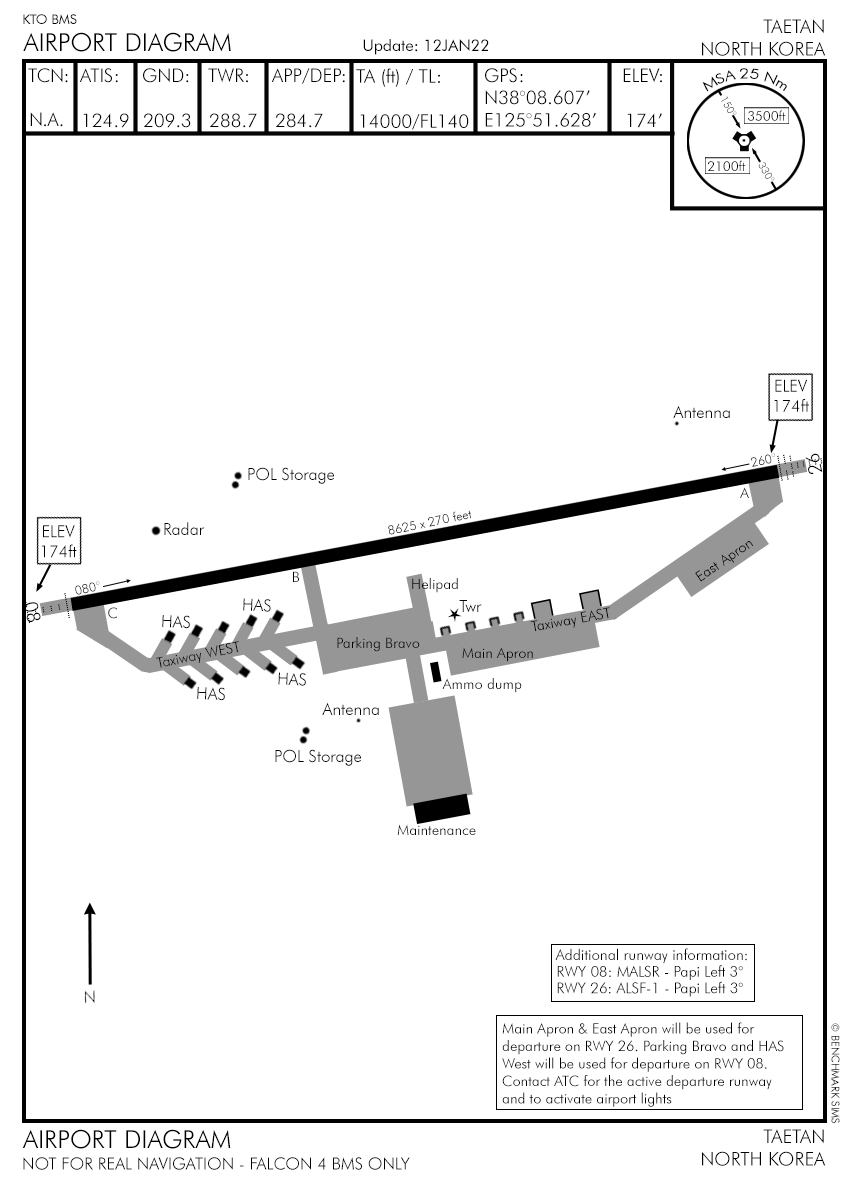 KTO BMS
AIRPORT DIAGRAM
Update: 12JAN22
TAETAN
NORTH KOREA
TCN:
N.A.
ATIS:
124.9
GND:
209.3
TWR:
288.7
APP/DEP:
284.7
TA (ft) / TL:
14000/FL140
GPS:
N38°08.607′
E125°51.628′
ELEV:
174′
MSA 25 Nm
150°
3500ft
2100ft
330°
ELEV
174ft
Antenna
260°
26
A
POL Storage
8625 x 270 feet
Radar
ELEV
174ft
East Apron
B
080°
08
C
Helipad
HAS
HAS
Twr
Taxiway EAST
Taxiway WEST
Parking Bravo
Main Apron
HAS
HAS
Ammo dump
Antenna
POL Storage
Maintenance
N
Additional runway information:
RWY 08: MALSR - Papi Left 3°
RWY 26: ALSF-1 - Papi Left 3°
Main Apron & East Apron will be used for
departure on RWY 26. Parking Bravo and HAS
West will be used for departure on RWY 08.
Contact ATC for the active departure runway
and to activate airport lights
© BENCHMARK SIMS
AIRPORT DIAGRAM
NOT FOR REAL NAVIGATION - FALCON 4 BMS ONLY
TAETAN
NORTH KOREA